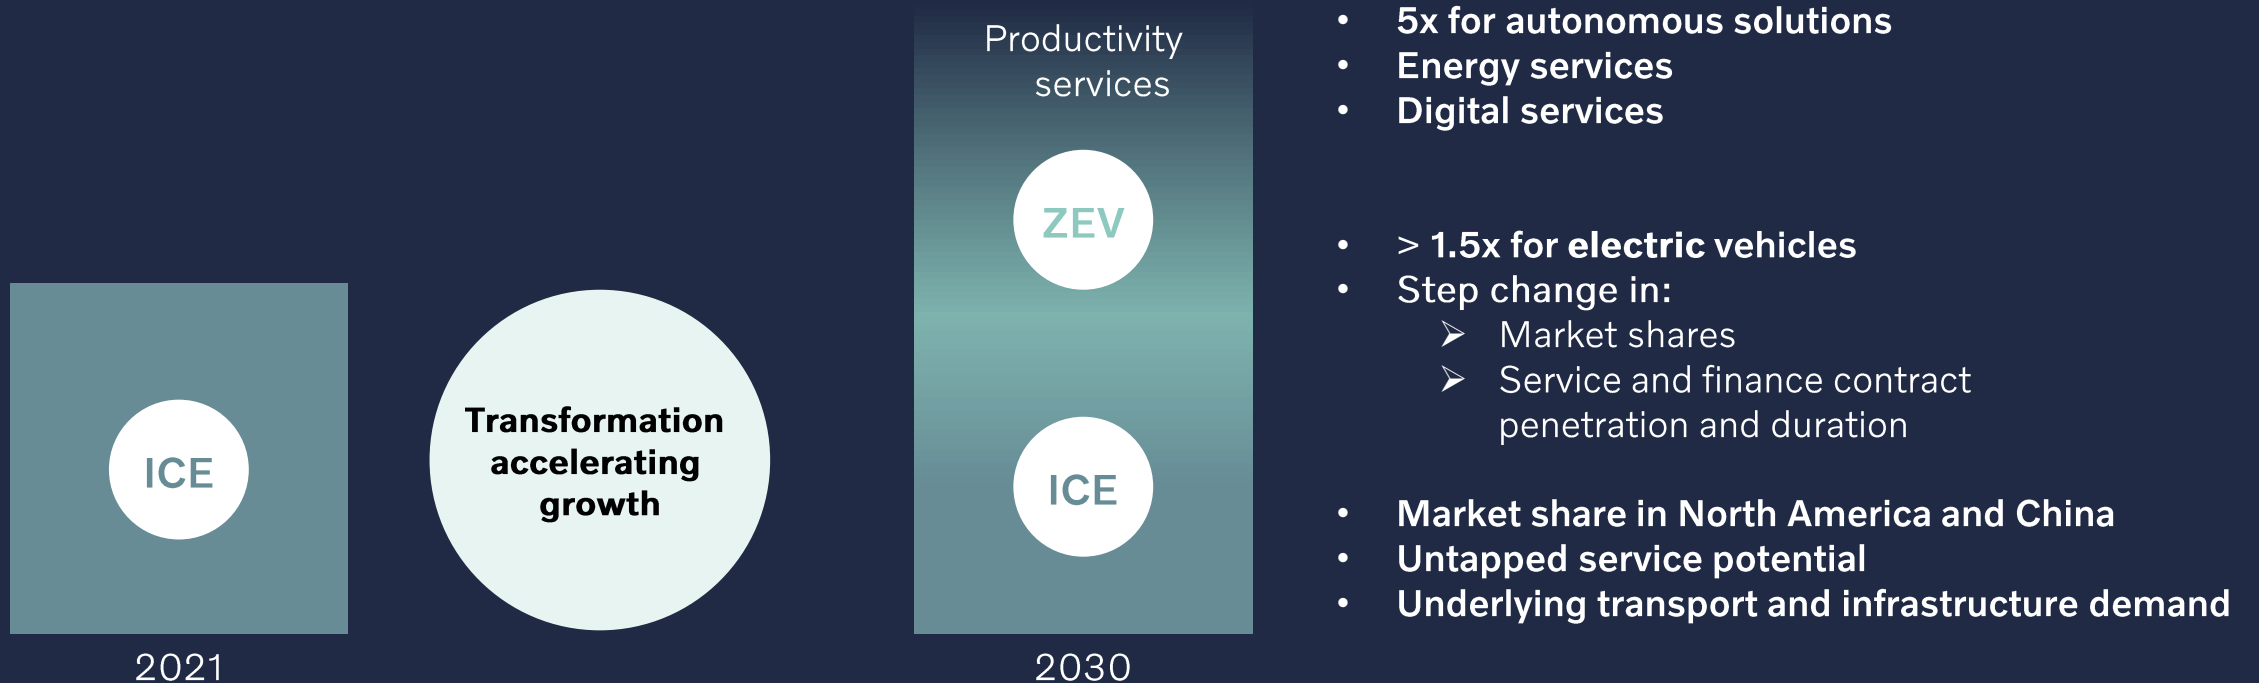 ICE
2021
Transformation
accelerating
growth
Productivity
services
ZEV
ICE
2030
• 5x for autonomous solutions
• Energy services
• Digital services
• > 1.5x for electric vehicles
• Step change in:
➢ Market shares
➢ Service and finance contract
penetration and duration
• Market share in North America and China
• Untapped service potential
• Underlying transport and infrastructure demand